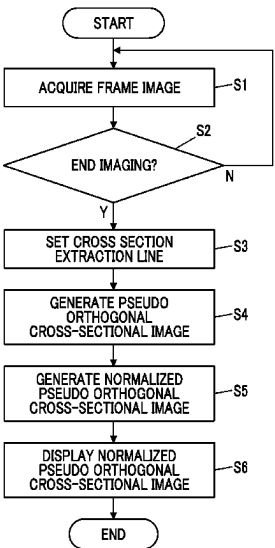 START
ACQUIRE FRAME IMAGE
S1
S2
END IMAGING?
N
Y
SET CROSS SECTION
EXTRACTION LINE
S3
GENERATE PSEUDO
ORTHOGONAL
CROSS-SECTIONAL IMAGE
S4
GENERATE NORMALIZED
PSEUDO ORTHOGONAL
CROSS-SECTIONAL IMAGE
S5
DISPLAY NORMALIZED
PSEUDO ORTHOGONAL
CROSS-SECTIONAL IMAGE
S6
END